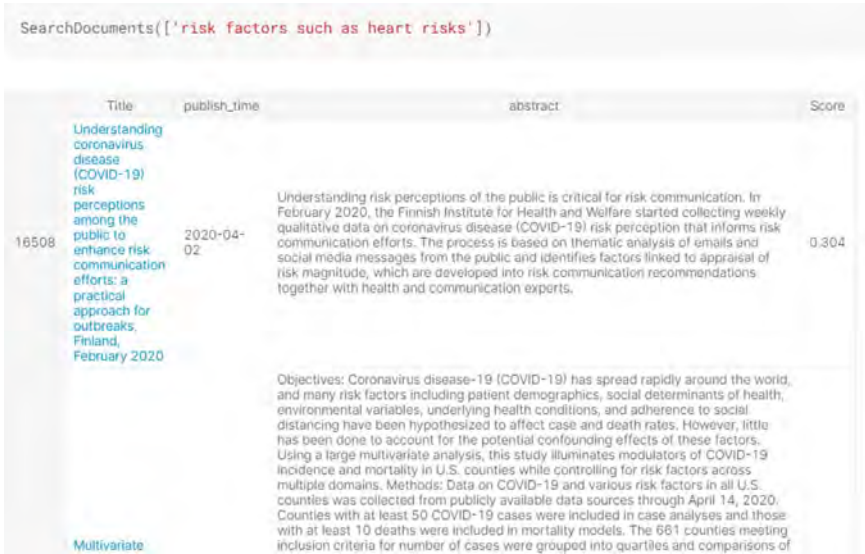 SearchDocuments(['risk factors such as heart risks'])
Title publish_time abstract Score
16508
Understanding
coronavirus
disease
(COVID-19)
risk
perceptions
among the
public to
enhance risk
communication
efforts: a
practical
approach for
outbreaks,
Finland,
February 2020
2020-04-
02
Understanding risk perceptions of the public is critical for risk communication. In
February 2020, the Finnish Institute for Health and Welfare started collecting weekly
qualitative data on coronavirus disease (COVID-19) risk perception that informs risk
communication efforts. The process is based on thematic analysis of emails and
social media messages from the public and identifies factors linked to appraisal of
risk magnitude, which are developed into risk communication recommendations
together with health and communication experts.
0.304
Multivariate
Objectives: Coronavirus disease-19 (COVID-19) has spread rapidly around the world,
and many risk factors including patient demographics, social determinants of health,
environmental variables, underlying health conditions, and adherence to social
distancing have been hypothesized to affect case and death rates. However, little
has been done to account for the potential confounding effects of these factors.
Using a large multivariate analysis, this study illuminates modulators of COVID-19
incidence and mortality in U.S. counties while controlling for risk factors across
multiple domains. Methods: Data on COVID-19 and various risk factors in all U.S.
counties was collected from publicly available data sources through April 14, 2020.
Counties with at least 50 COVID-19 cases were included in case analyses and those
with at least 10 deaths were included in mortality models. The 661 counties meeting
inclusion criteria for number of cases were grouped into quartiles and comparisons of